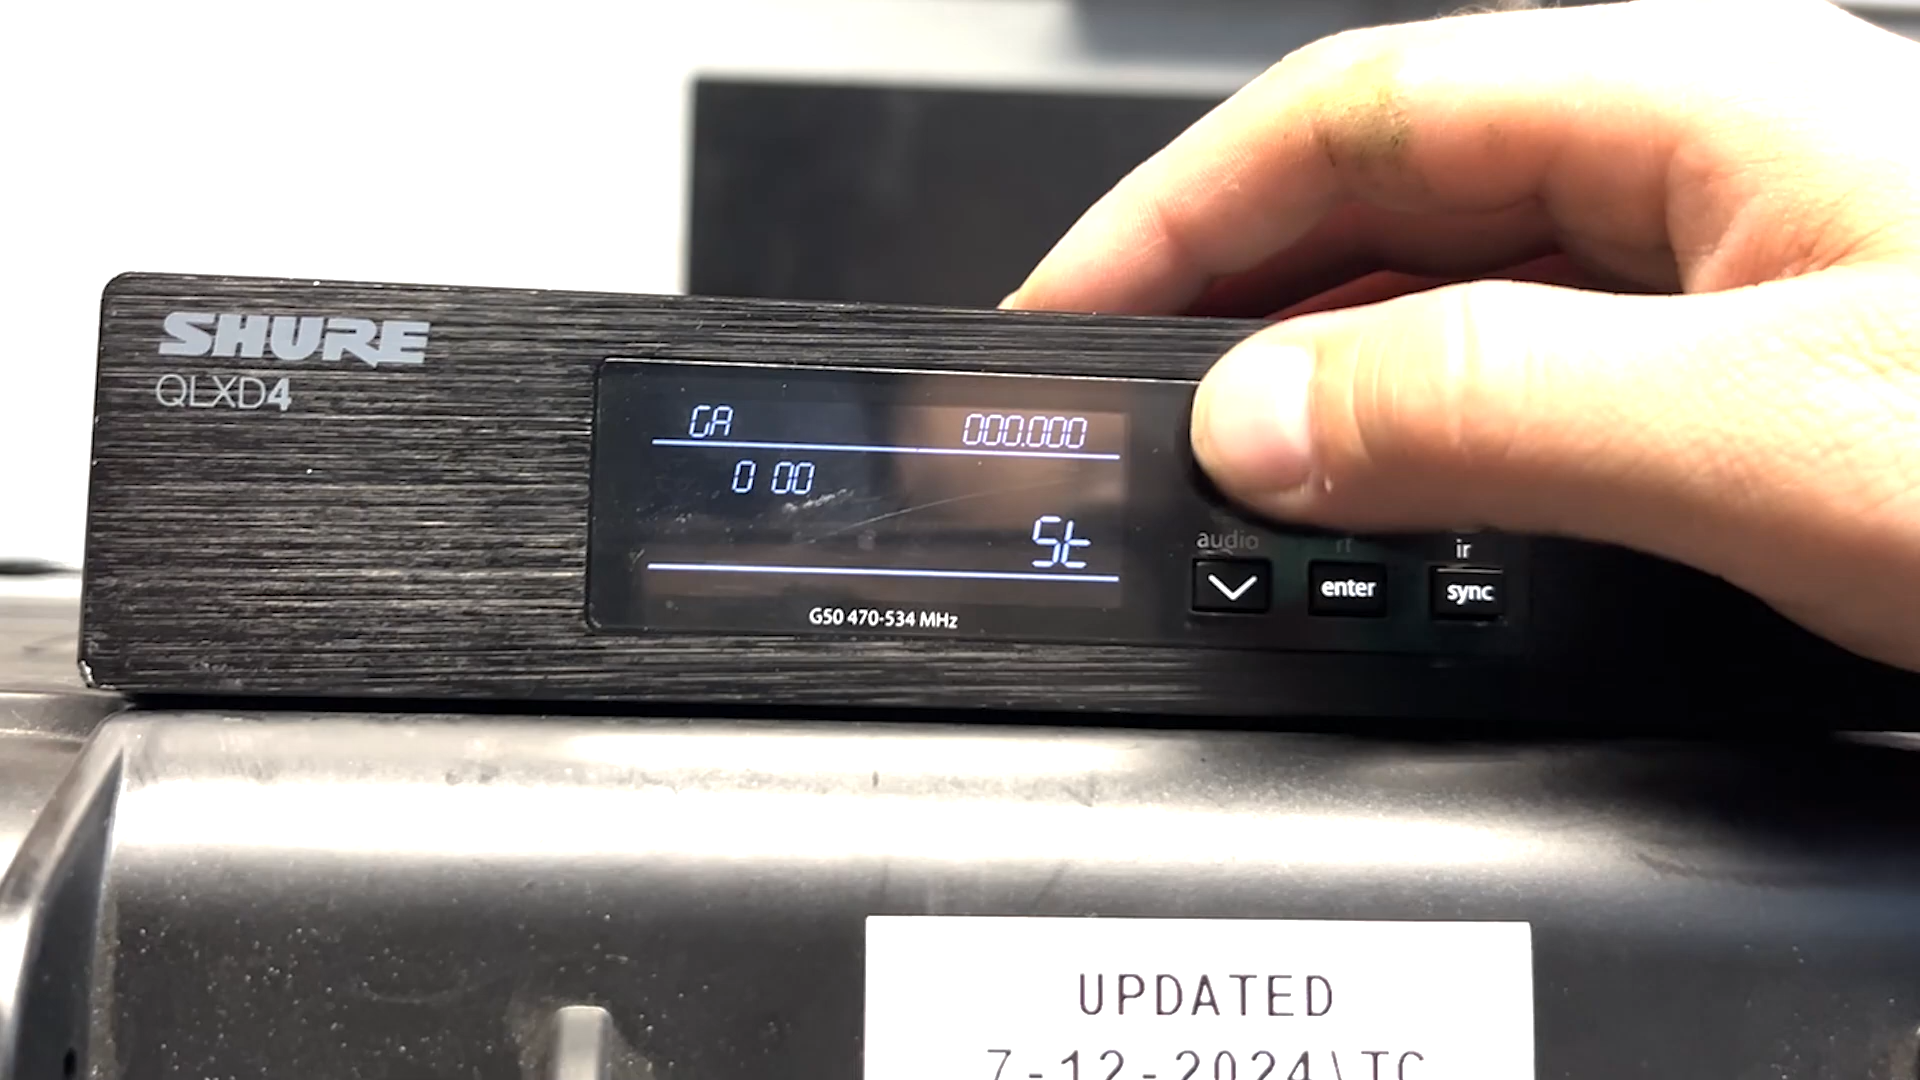 SHURE
QLXD4
GA 000.000
0 00
St
G50 470-534 MHz
audio rf ir
enter sync
UPDATED
7-12-2024\TC